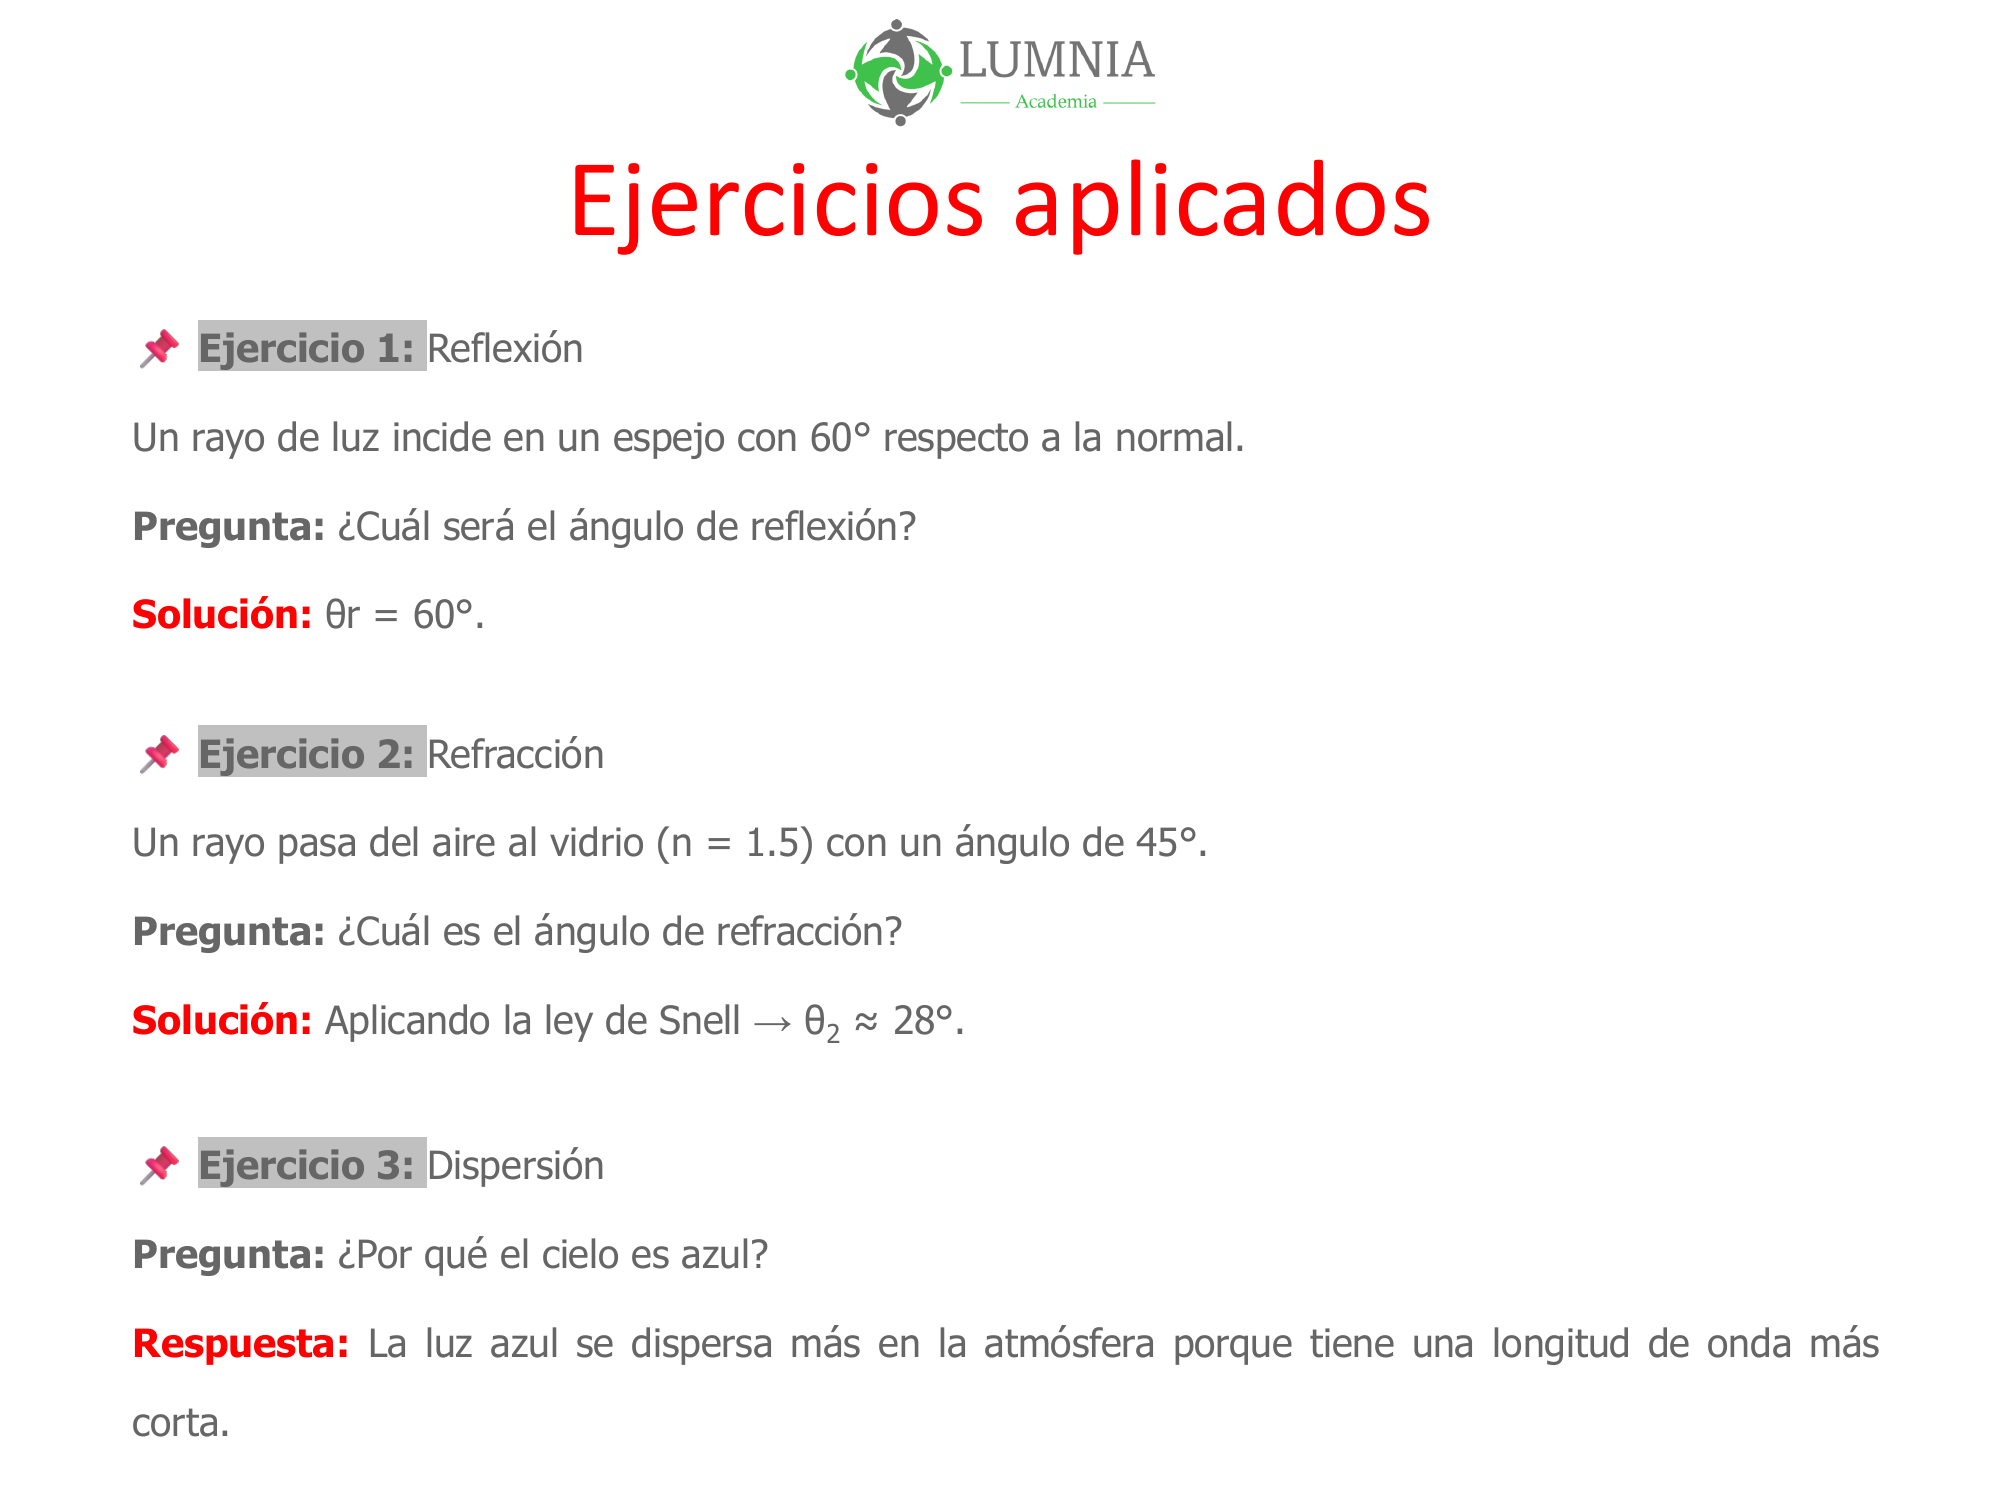 LUMNIA
Academia
Ejercicios aplicados
Ejercicio 1: Reflexión
Un rayo de luz incide en un espejo con 60° respecto a la normal.
Pregunta: ¿Cuál será el ángulo de reflexión?
Solución: θr = 60°.
Ejercicio 2: Refracción
Un rayo pasa del aire al vidrio (n = 1.5) con un ángulo de 45°.
Pregunta: ¿Cuál es el ángulo de refracción?
Solución: Aplicando la ley de Snell → θ₂ ≈ 28°.
Ejercicio 3: Dispersión
Pregunta: ¿Por qué el cielo es azul?
Respuesta: La luz azul se dispersa más en la atmósfera porque tiene una longitud de onda más
corta.